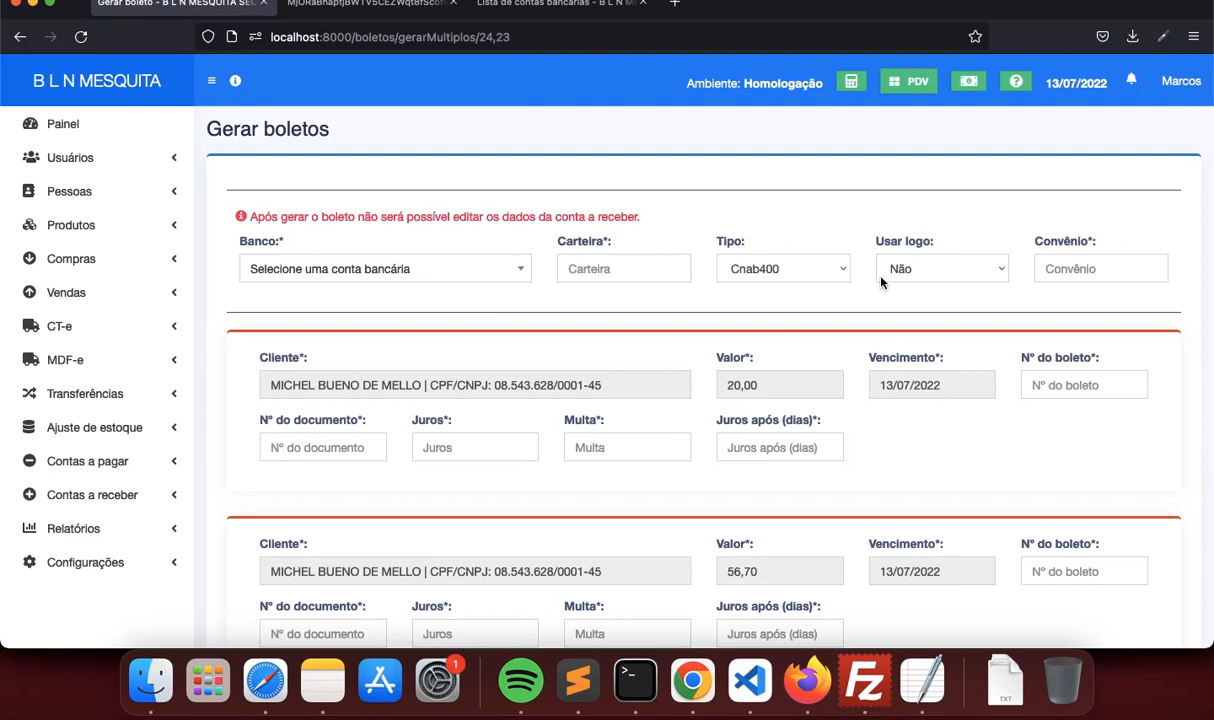 Gerar boleto - B L N MESQUITA SEC
Lista de contas bancárias - B L N M
localhost:8000/boletos/gerarMultiplos/24,23
B L N MESQUITA
Ambiente: Homologação
PDV
13/07/2022
Marcos
Painel
Usuários
Pessoas
Produtos
Compras
Vendas
CT-e
MDF-e
Transferências
Ajuste de estoque
Contas a pagar
Contas a receber
Relatórios
Configurações
Gerar boletos
Após gerar o boleto não será possível editar os dados da conta a receber.
Banco:* Carteira*: Tipo: Usar logo: Convênio*:
Selecione uma conta bancária Carteira Cnab400 Não Convênio
Cliente*: Valor*: Vencimento*: Nº do boleto*:
MICHEL BUENO DE MELLO | CPF/CNPJ: 08.543.628/0001-45 20,00 13/07/2022 Nº do boleto
Nº do documento*: Juros*: Multa*: Juros após (dias)*:
Nº do documento Juros Multa Juros após (dias)
Cliente*: Valor*: Vencimento*: Nº do boleto*:
MICHEL BUENO DE MELLO | CPF/CNPJ: 08.543.628/0001-45 56,70 13/07/2022 Nº do boleto
Nº do documento*: Juros*: Multa*: Juros após (dias)*:
Nº do documento Juros Multa Juros após (dias)
1
TXT